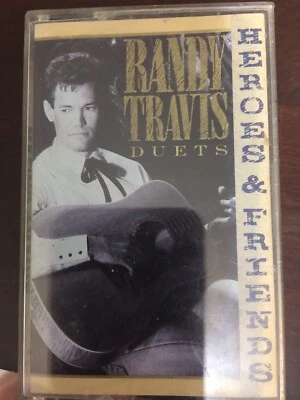 RANDY
TRAVIS
DUETS
HEROES & FRIENDS